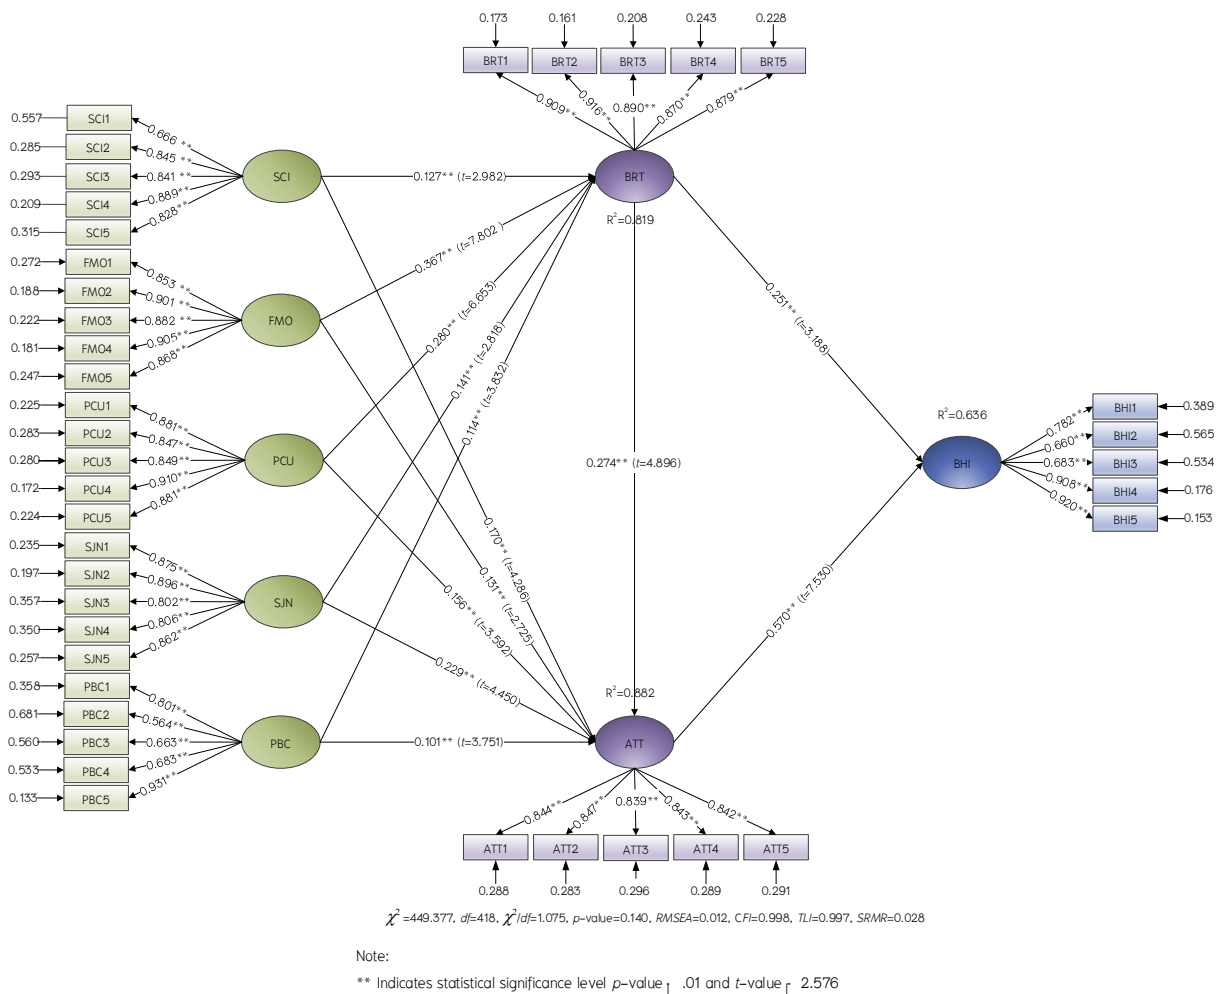 0.173 0.161 0.208 0.243 0.228
BRT1 BRT2 BRT3 BRT4 BRT5
0.909** 0.916** 0.890** 0.870** 0.879**
0.557 SCI1 0.666 **
0.285 SCI2 0.845 **
0.293 SCI3 0.841 **
0.209 SCI4 0.889**
0.315 SCI5 0.828**
SCI
0.127** (t=2.982)
BRT
R²=0.819
0.272 FMO1 0.853 **
0.188 FMO2 0.901 **
0.222 FMO3 0.882 **
0.181 FMO4 0.905**
0.247 FMO5 0.868**
FMO
0.367** (t=7.802 )
0.280** (t=6.653)
0.141** (t=2.818)
0.114** (t=3.832)
0.251** (t=3.188)
0.225 PCU1 0.881**
0.283 PCU2 0.847**
0.280 PCU3 0.849**
0.172 PCU4 0.910**
0.224 PCU5 0.881**
PCU
0.274** (t=4.896)
R²=0.636
BHI
0.782** BHI1 0.389
0.660** BHI2 0.565
0.683** BHI3 0.534
0.908** BHI4 0.176
0.920** BHI5 0.153
0.235 SJN1 0.875**
0.197 SJN2 0.896**
0.357 SJN3 0.802**
0.350 SJN4 0.806**
0.257 SJN5 0.862**
SJN
0.170** (t=4.286)
0.131** (t=2.725)
0.156** (t=3.592)
0.229** (t=4.450)
0.570** (t=7.530)
0.358 PBC1 0.801**
0.681 PBC2 0.564**
0.560 PBC3 0.663**
0.533 PBC4 0.683**
0.133 PBC5 0.931**
PBC
0.101** (t=3.751)
R²=0.882
ATT
0.844** 0.847** 0.839** 0.843** 0.842**
ATT1 ATT2 ATT3 ATT4 ATT5
0.288 0.283 0.296 0.289 0.291
χ² =449.377, df=418, χ²/df=1.075, p-value=0.140, RMSEA=0.012, CFI=0.998, TLI=0.997, SRMR=0.028
Note:
** Indicates statistical significance level p-value .01 and t-value 2.576